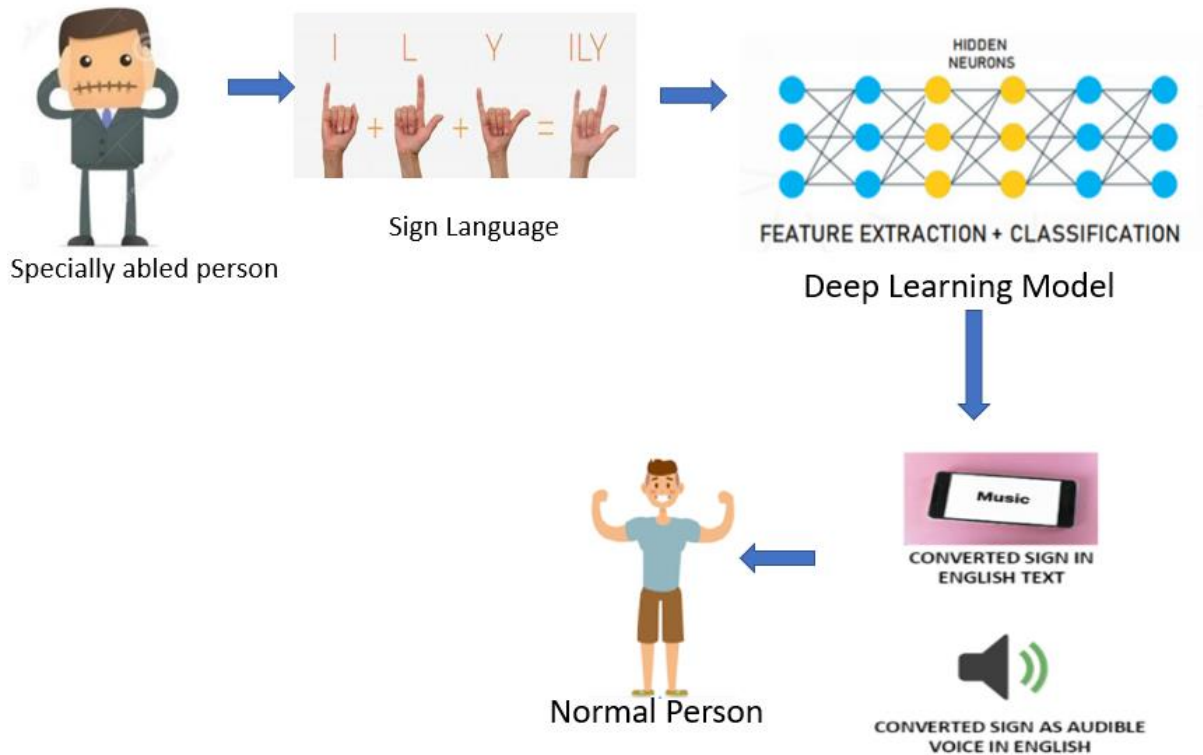 I L Y ILY
+ + =
HIDDEN
NEURONS
FEATURE EXTRACTION + CLASSIFICATION
Sign Language
Specially abled person
Deep Learning Model
Music
CONVERTED SIGN IN
ENGLISH TEXT
Normal Person
CONVERTED SIGN AS AUDIBLE
VOICE IN ENGLISH